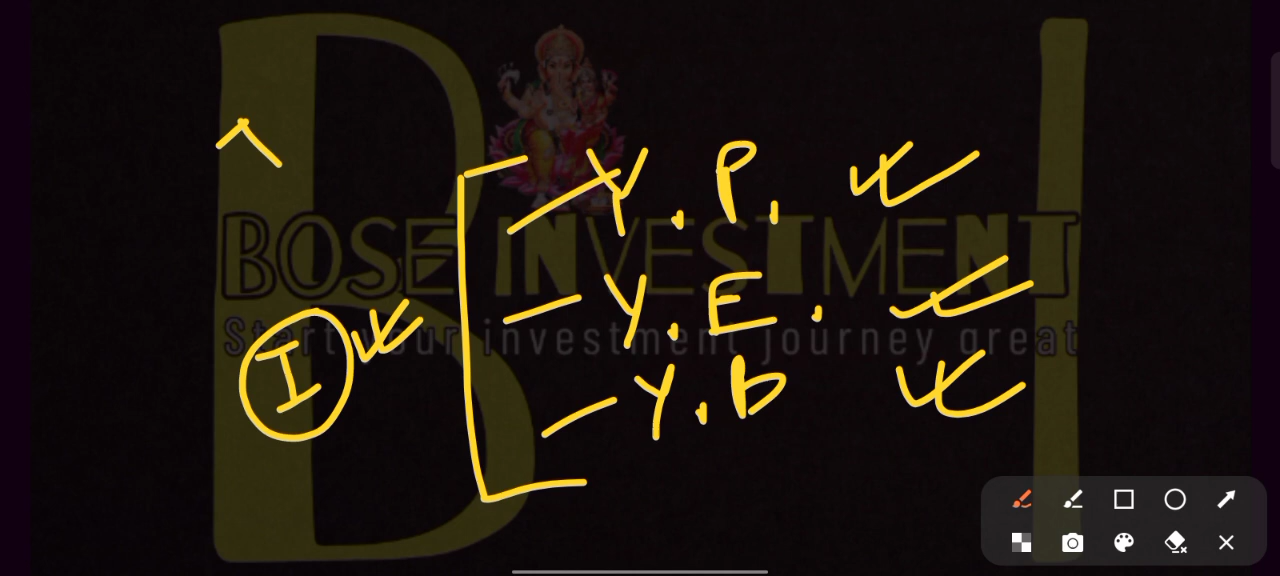 Y. P.
BOSE INVESTMENT
Y. E.
Start your investment journey great
I
Y. B